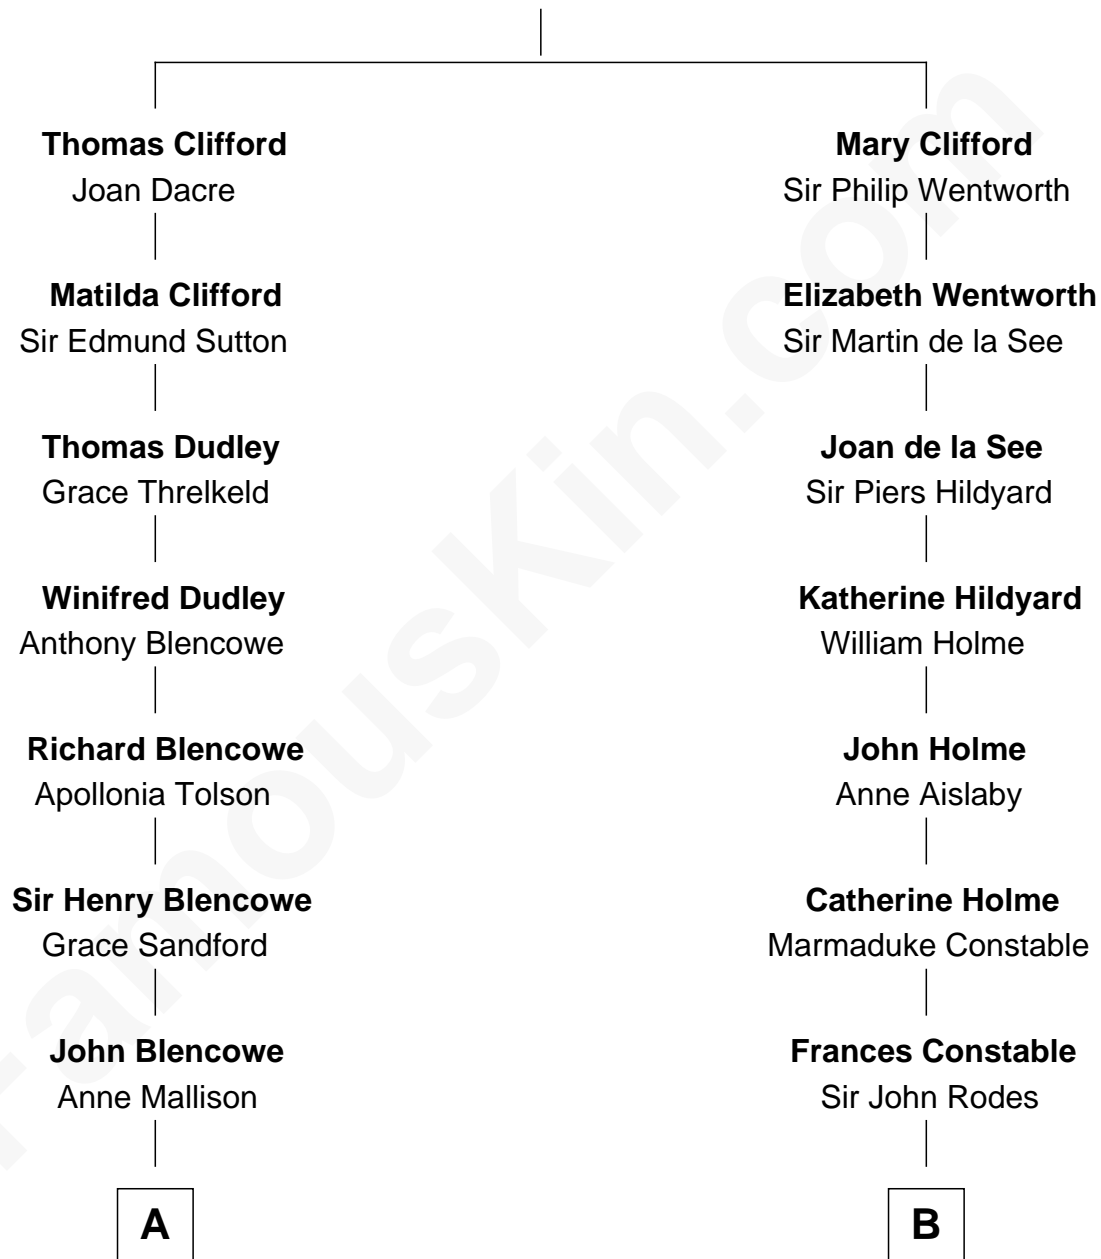 Thomas Clifford
Joan Dacre
Matilda Clifford
Sir Edmund Sutton
Thomas Dudley
Grace Threlkeld
Winifred Dudley
Anthony Blencowe
Richard Blencowe
Apollonia Tolson
Sir Henry Blencowe
Grace Sandford
John Blencowe
Anne Mallison
A
Mary Clifford
Sir Philip Wentworth
Elizabeth Wentworth
Sir Martin de la See
Joan de la See
Sir Piers Hildyard
Katherine Hildyard
William Holme
John Holme
Anne Aislaby
Catherine Holme
Marmaduke Constable
Frances Constable
Sir John Rodes
B
FamousKin.com